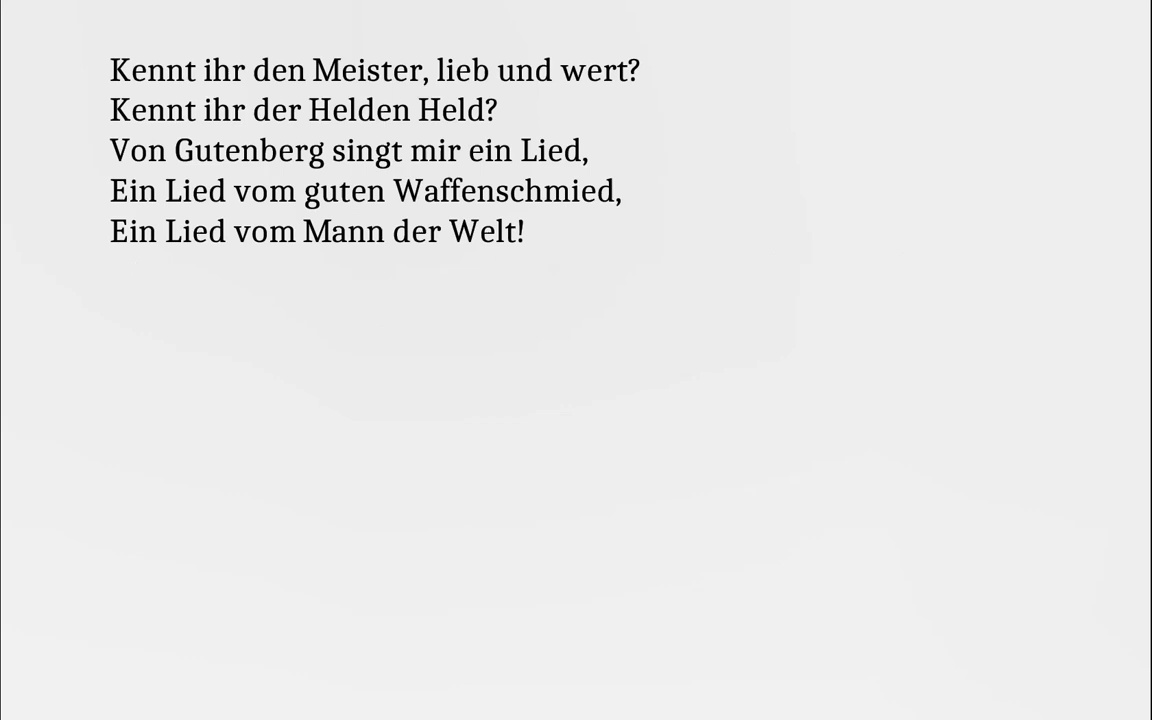 Kennt ihr den Meister, lieb und wert?
Kennt ihr der Helden Held?
Von Gutenberg singt mir ein Lied,
Ein Lied vom guten Waffenschmied,
Ein Lied vom Mann der Welt!